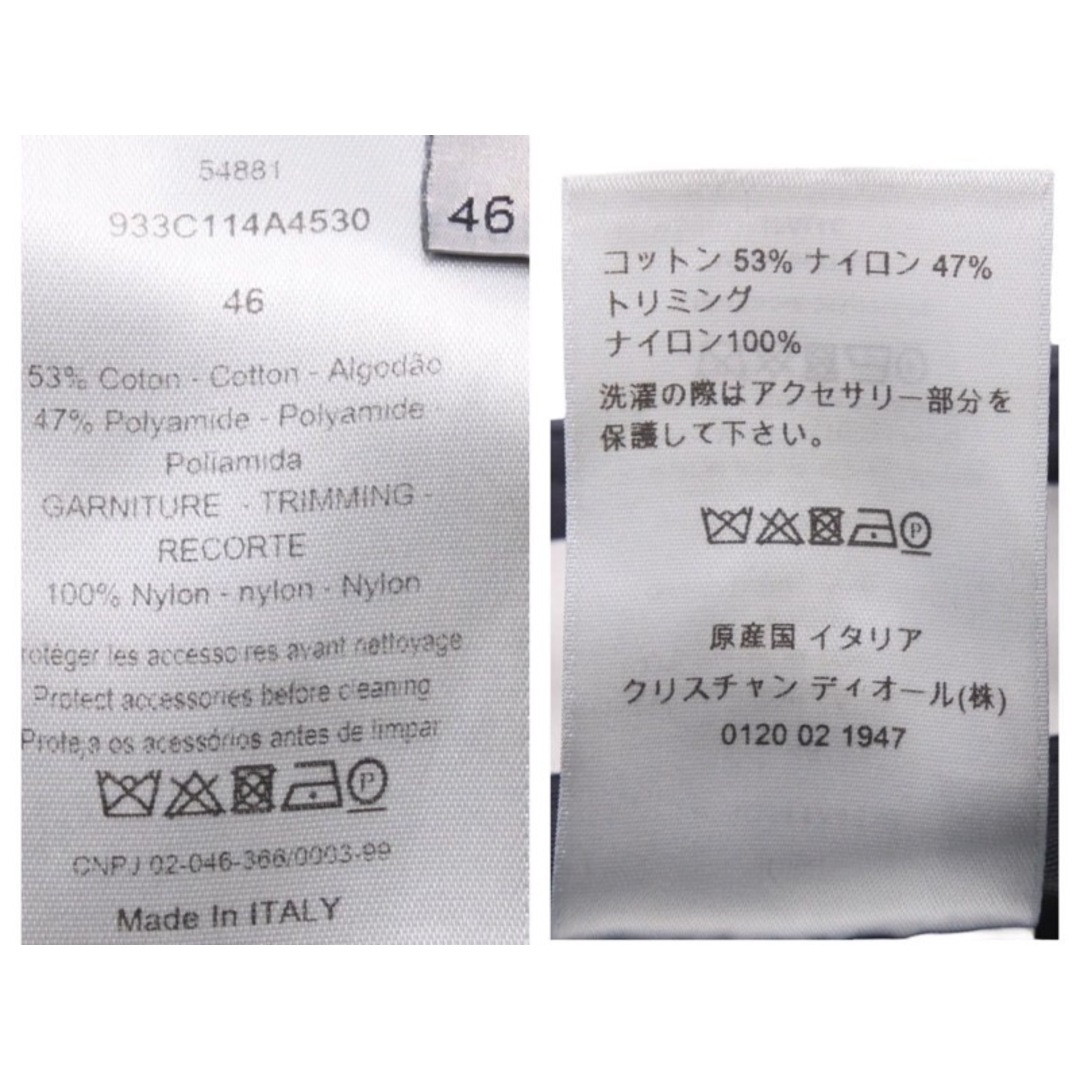 54881
933C114A4530
46
46
53% Coton - Cotton - Algodão
47% Polyamide - Polyamide -
Poliamida
GARNITURE - TRIMMING -
RECORTE
100% Nylon - nylon - Nylon
rotéger les accessoires avant nettoyage
Protect accessories before cleaning
Proteja os acessórios antes de limpar
P
CNPJ 02-046-366/0003-99
Made In ITALY
コットン 53% ナイロン 47%
トリミング
ナイロン100%
洗濯の際はアクセサリー部分を
保護して下さい。
P
原産国 イタリア
クリスチャン ディオール(株)
0120 02 1947